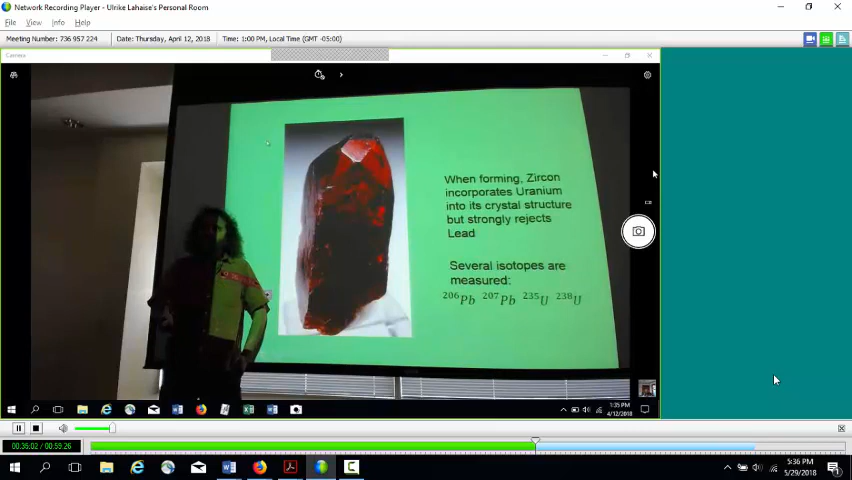 Network Recording Player - Ulrike Lahaise's Personal Room
File View Info Help
Meeting Number: 736 957 224 Date: Thursday, April 12, 2018 Time: 1:00 PM, Local Time (GMT -05:00)
Camera
When forming, Zircon
incorporates Uranium
into its crystal structure
but strongly rejects
Lead
Several isotopes are
measured:
²⁰⁶Pb ²⁰⁷Pb ²³⁵U ²³⁸U
1:35 PM
4/12/2018
00:35:02 / 00:59:26
5:36 PM
5/29/2018